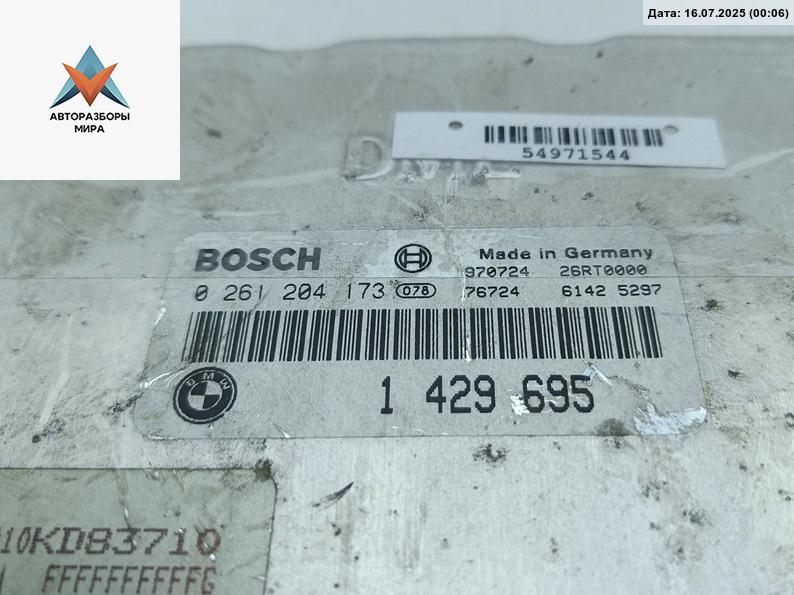 Дата: 16.07.2025 (00:06)
АВТОРАЗБОРЫ
МИРА
54971544
BOSCH Made in Germany
970724 26RT0000
0 261 204 173 078 76724 6142 5297
BMW
1 429 695
10KD83710
FFFFFFFFFFG